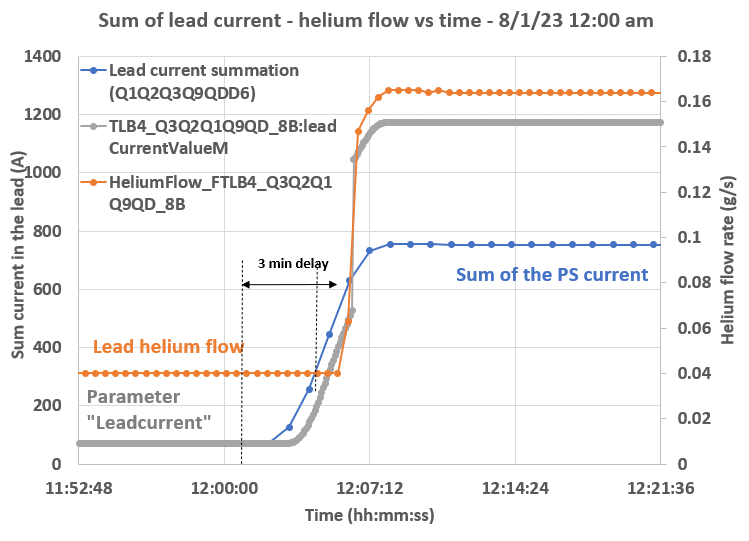 Sum of lead current - helium flow vs time - 8/1/23 12:00 am
1400
1200
1000
800
600
400
200
0
Sum current in the lead (A)
Lead current summation
(Q1Q2Q3Q9QDD6)
TLB4_Q3Q2Q1Q9QD_8B:lead
CurrentValueM
HeliumFlow_FTLB4_Q3Q2Q1
Q9QD_8B
3 min delay
Sum of the PS current
Lead helium flow
Parameter
"Leadcurrent"
0.18
0.16
0.14
0.12
0.1
0.08
0.06
0.04
0.02
0
Helium flow rate (g/s)
11:52:48
12:00:00
12:07:12
12:14:24
12:21:36
Time (hh:mm:ss)